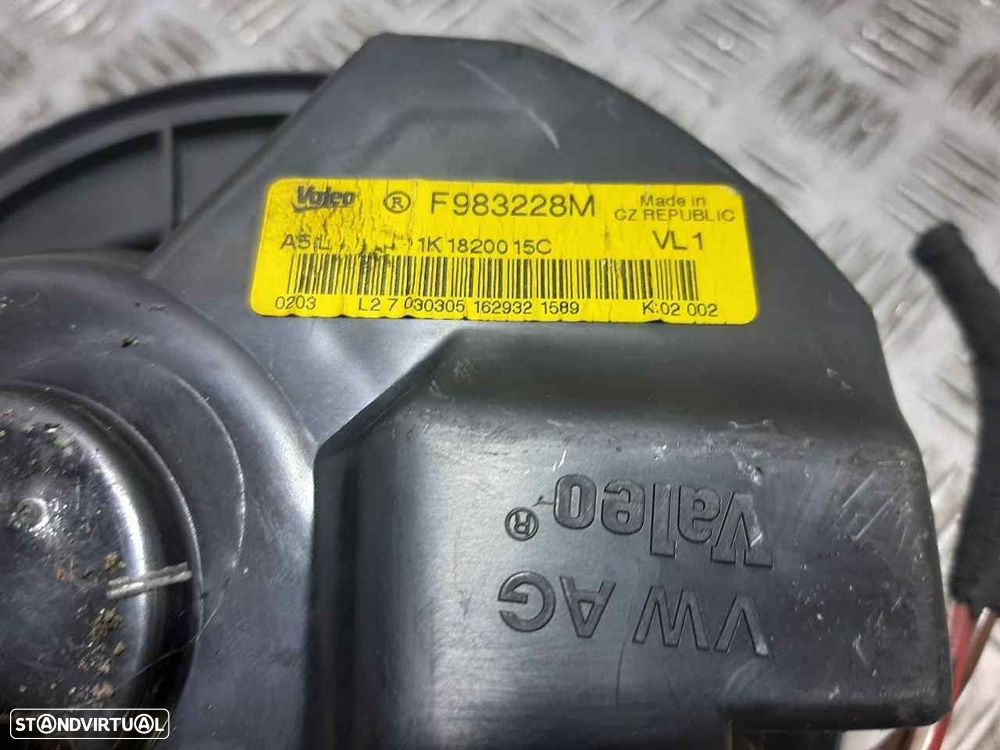 Valeo ® F983228M Made in CZ REPUBLIC
1K1820015C VL1
0203 L2 7 030305 162932 1589 K:02 002
Valeo®
VW AG
STANDVIRTUAL